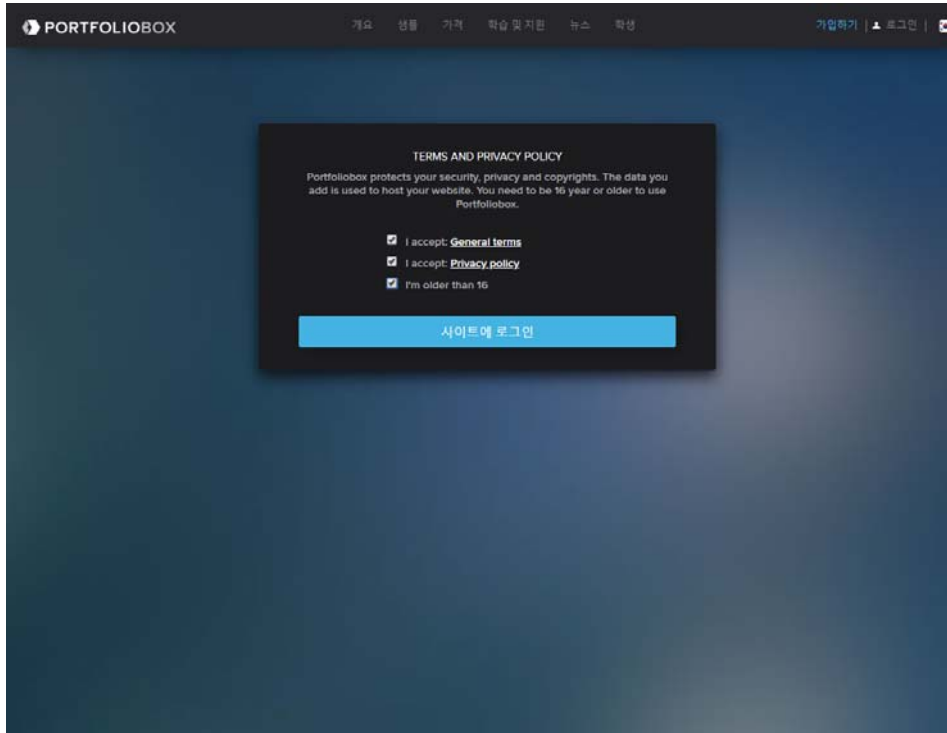 PORTFOLIOBOX 개요 샘플 가격 학습 및 지원 뉴스 학생 가입하기 | 로그인 |
TERMS AND PRIVACY POLICY
Portfoliobox protects your security, privacy and copyrights. The data you
add is used to host your website. You need to be 16 year or older to use
Portfoliobox.
I accept: General terms
I accept: Privacy policy
I'm older than 16
사이트에 로그인